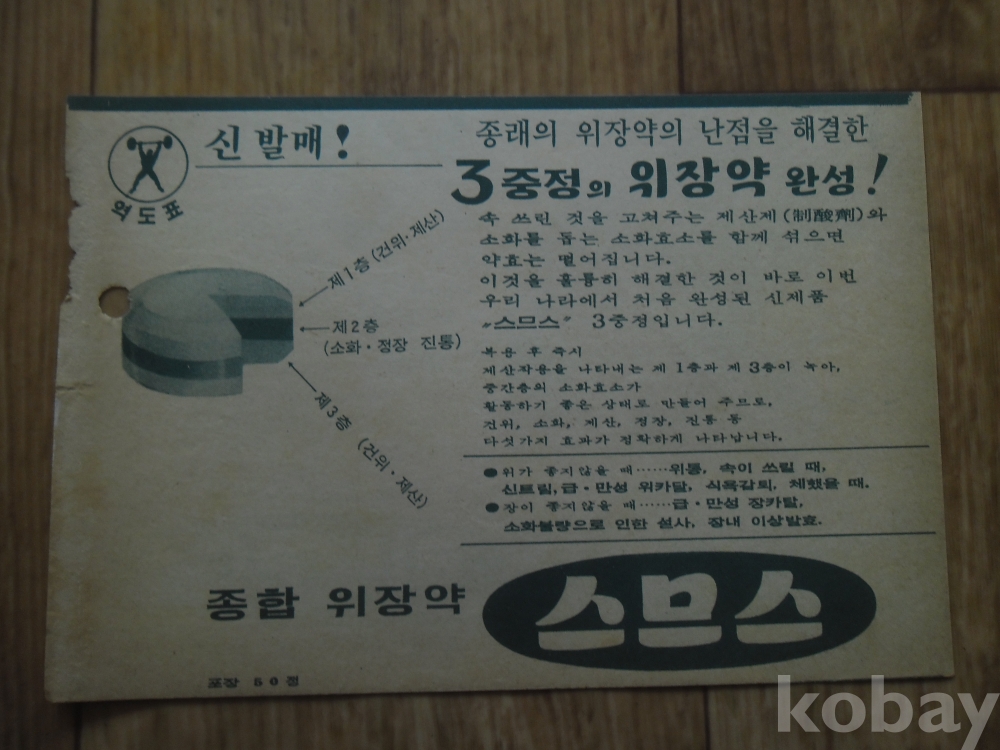 신발매!
역도표
종래의 위장약의 난점을 해결한
3중정의 위장약 완성!
속 쓰린 것을 고쳐주는 제산제(制酸劑)와
소화를 돕는 소화효소를 함께 섞으면
약효는 떨어집니다.
이것을 훌륭히 해결한 것이 바로 이번
우리 나라에서 처음 완성된 신제품
"스므스" 3중정입니다.
제1층 (건위·제산)
제2층
(소화·정장 진통)
제3층 (건위·제산)
복용 후 즉시
제산작용을 나타내는 제1층과 제3층이 녹아,
중간층의 소화효소가
활동하기 좋은 상태로 만들어 주므로,
건위, 소화, 제산, 정장, 진통 등
다섯가지 효과가 정확하게 나타납니다.
●위가 좋지않을 때……위통, 속이 쓰릴 때,
신트림, 급·만성 위카탈, 식욕감퇴, 체했을 때.
●장이 좋지않을 때……급·만성 장카탈,
소화불량으로 인한 설사, 장내 이상발효.
종합 위장약
스므스
포장 50정
kobay